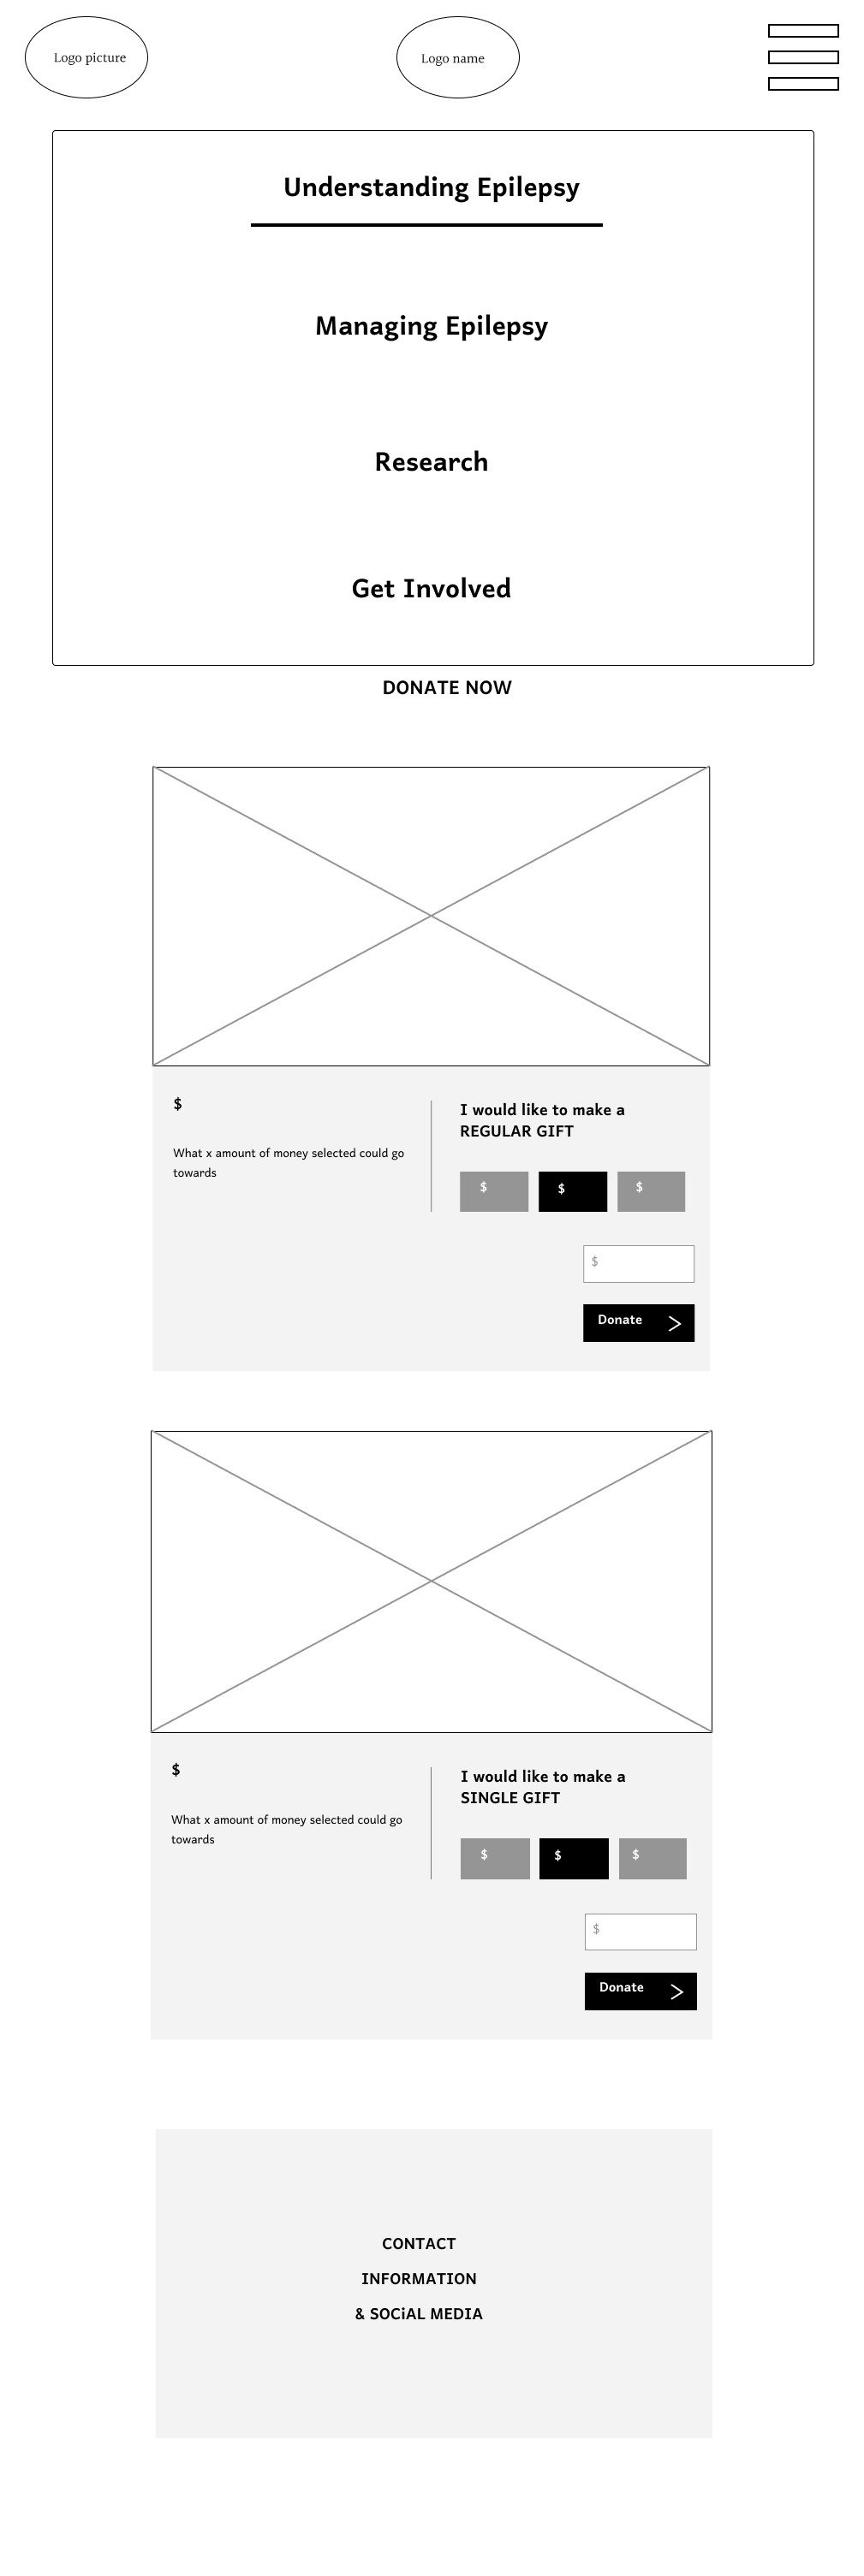 Logo picture
Logo name
Understanding Epilepsy
Managing Epilepsy
Research
Get Involved
DONATE NOW
$
What x amount of money selected could go
towards
I would like to make a
REGULAR GIFT
$ $ $
$
Donate >
$
What x amount of money selected could go
towards
I would like to make a
SINGLE GIFT
$ $ $
$
Donate >
CONTACT
INFORMATION
& SOCiAL MEDIA